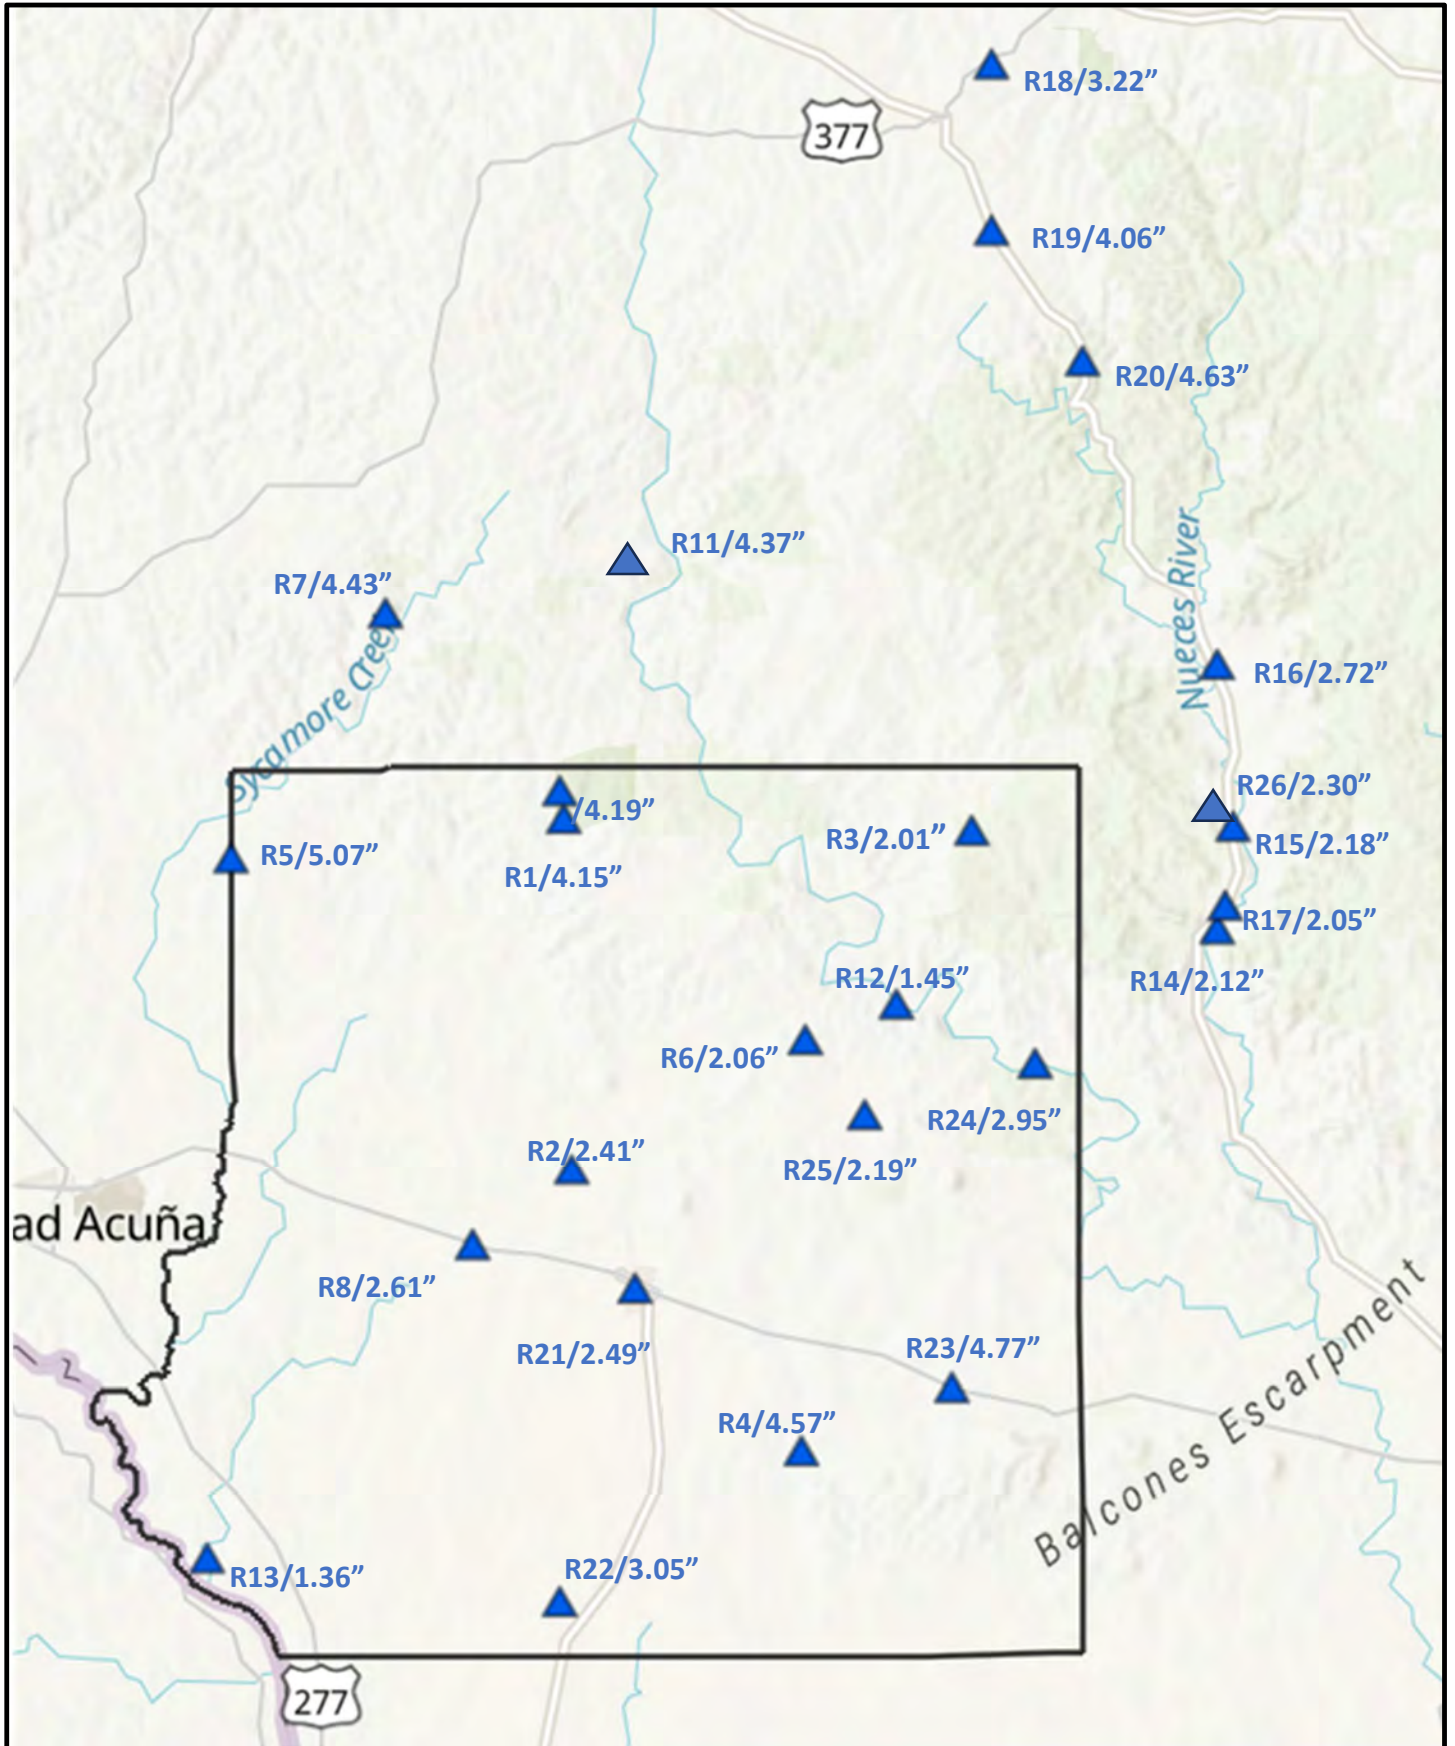 R18/3.22”
377
R19/4.06”
R20/4.63”
R11/4.37”
R7/4.43”
Nueces River
R16/2.72”
Sycamore Creek
R26/2.30”
/4.19”
R3/2.01”
R15/2.18”
R5/5.07”
R1/4.15”
R17/2.05”
R12/1.45”
R14/2.12”
R6/2.06”
R24/2.95”
R2/2.41”
R25/2.19”
ad Acuña
R8/2.61”
R21/2.49”
R23/4.77”
Balcones Escarpment
R4/4.57”
R22/3.05”
R13/1.36”
277